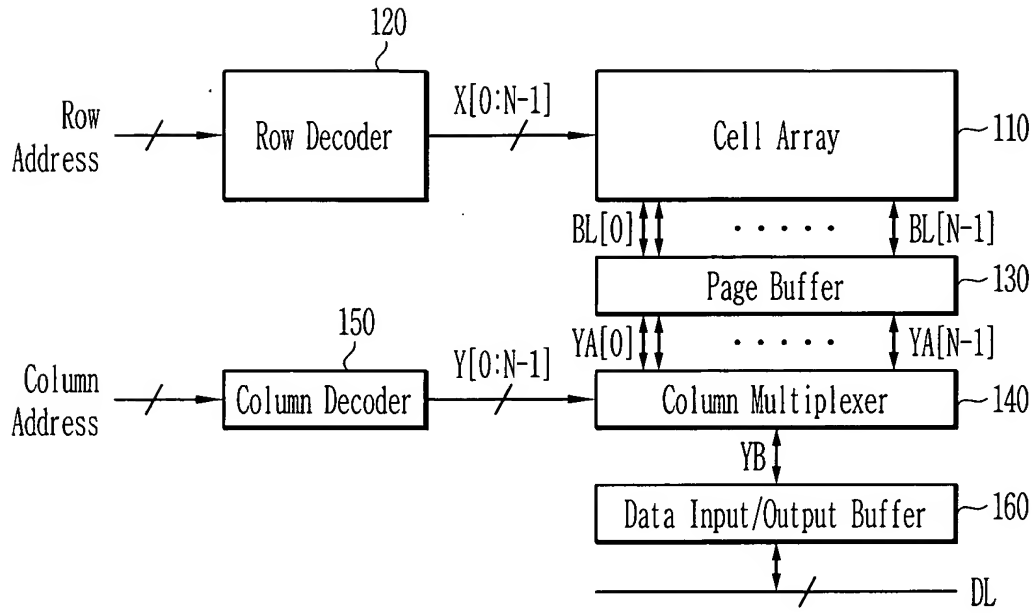 120
Row
Address
Row Decoder
X[0:N-1]
Cell Array
110
BL[0]
BL[N-1]
Page Buffer
130
YA[0]
YA[N-1]
150
Column
Address
Column Decoder
Y[0:N-1]
Column Multiplexer
140
YB
Data Input/Output Buffer
160
DL